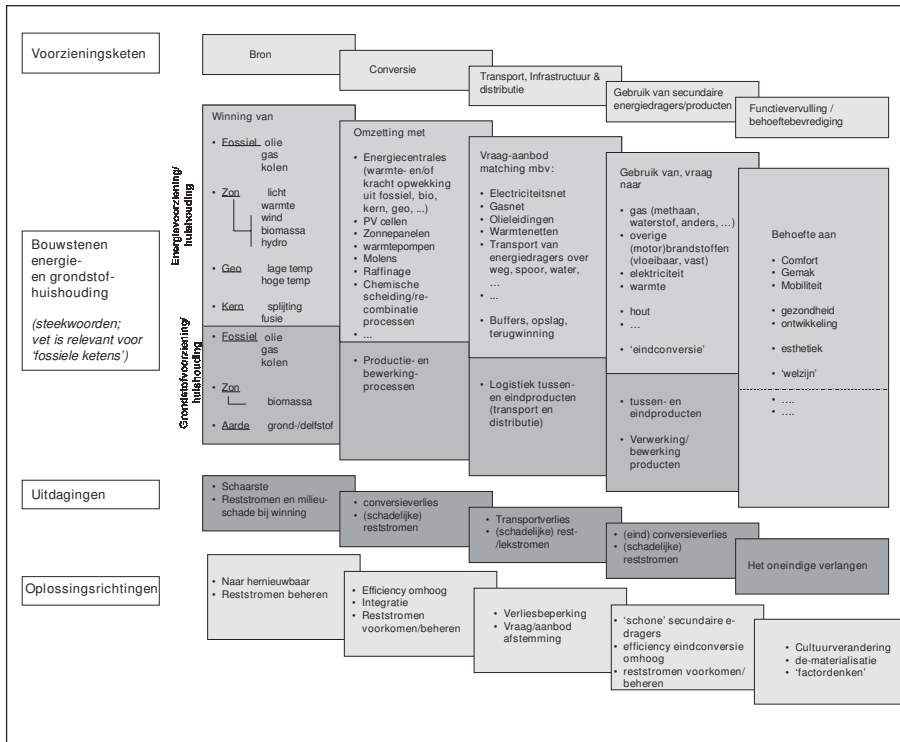 Voorzieningsketen
Bron
Conversie
Transport, Infrastructuur &
distributie
Gebruik van secundaire
energiedragers/producten
Functievervulling /
behoeftebevrediging
Bouwstenen
energie-
en grondstof-
huishouding
(steekwoorden;
vet is relevant voor
‘fossiele ketens’)
Energievoorziening/
huishouding
Winning van
• Fossiel olie
gas
kolen
• Zon licht
warmte
wind
biomassa
hydro
• Geo lage temp
hoge temp
• Kern splijting
fusie
Omzetting met
• Energiecentrales
(warmte- en/of
kracht opwekking
uit fossiel, bio,
kern, geo, ...)
• PV cellen
• Zonnepanelen
• warmtepompen
• Molens
• Raffinage
• Chemische
scheiding/re-
combinatie
processen
• ...
Vraag-aanbod
matching mbv:
• Electriciteitsnet
• Gasnet
• Olieleidingen
• Warmtenetten
• Transport van
energiedragers over
weg, spoor, water,
…
• ...
• Buffers, opslag,
terugwinning
Gebruik van, vraag
naar
• gas (methaan,
waterstof, anders, …)
• overige
(motor)brandstoffen
(vloeibaar, vast)
• elektriciteit
• warmte
• hout
• …
• ‘eindconversie’
Behoefte aan
• Comfort
• Gemak
• Mobiliteit
• gezondheid
• ontwikkeling
• esthetiek
• ‘welzijn’
• ….
• ….
Grondstofvoorziening/
huishouding
• Fossiel olie
gas
kolen
• Zon
biomassa
• Aarde grond-/delfstof
• Productie- en
bewerking-
processen
• Logistiek tussen-
en eindproducten
(transport en
distributie)
• tussen- en
eindproducten
• Verwerking/
bewerking
producten
Uitdagingen
• Schaarste
• Reststromen en milieu-
schade bij winning
• conversieverlies
• (schadelijke)
reststromen
• Transportverlies
• (schadelijke) rest-
/lekstromen
• (eind) conversieverlies
• (schadelijke)
reststromen
Het oneindige verlangen
Oplossingsrichtingen
• Naar hernieuwbaar
• Reststromen beheren
• Efficiency omhoog
• Integratie
• Reststromen
voorkomen/beheren
• Verliesbeperking
• Vraag/aanbod
afstemming
• ‘schone’ secundaire e-
dragers
• efficiency eindconversie
omhoog
• reststromen voorkomen/
beheren
• Cultuurverandering
• de-materialisatie
• ‘factordenken’